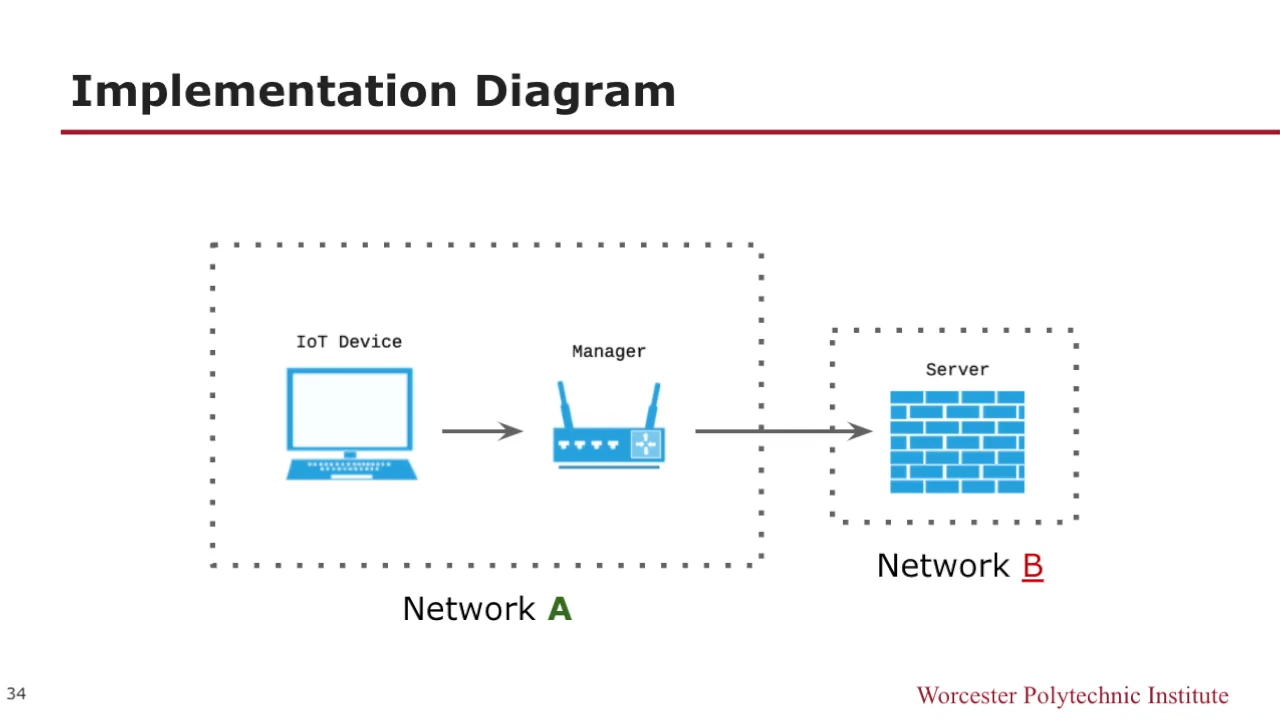 Implementation Diagram
IoT Device
Manager
Server
Network B
Network A
34
Worcester Polytechnic Institute